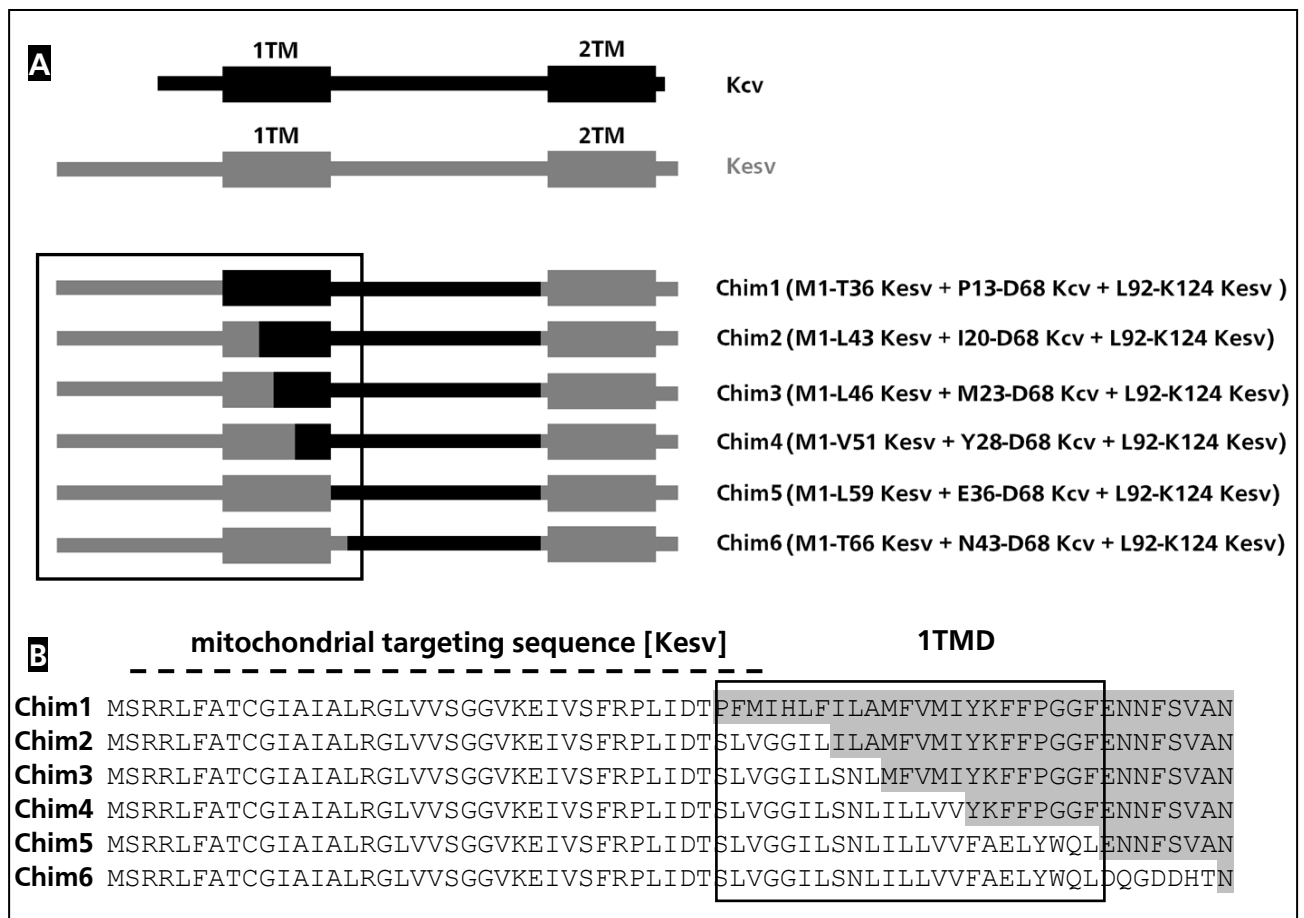 A
1TM 2TM
Kcv
1TM 2TM
Kesv
Chim1 (M1-T36 Kesv + P13-D68 Kcv + L92-K124 Kesv )
Chim2 (M1-L43 Kesv + I20-D68 Kcv + L92-K124 Kesv)
Chim3 (M1-L46 Kesv + M23-D68 Kcv + L92-K124 Kesv)
Chim4 (M1-V51 Kesv + Y28-D68 Kcv + L92-K124 Kesv)
Chim5 (M1-L59 Kesv + E36-D68 Kcv + L92-K124 Kesv)
Chim6 (M1-T66 Kesv + N43-D68 Kcv + L92-K124 Kesv)
B
mitochondrial targeting sequence [Kesv] 1TMD
Chim1 MSRRLFATCGIAIALRGLVVSGGVKEIVSFRPLIDTPFMIHLFILAMFVMIYKFFPGGFENNFSVAN
Chim2 MSRRLFATCGIAIALRGLVVSGGVKEIVSFRPLIDTSLVGGILILAMFVMIYKFFPGGFENNFSVAN
Chim3 MSRRLFATCGIAIALRGLVVSGGVKEIVSFRPLIDTSLVGGILSNLMFVMIYKFFPGGFENNFSVAN
Chim4 MSRRLFATCGIAIALRGLVVSGGVKEIVSFRPLIDTSLVGGILSNLILLVVYKFFPGGFENNFSVAN
Chim5 MSRRLFATCGIAIALRGLVVSGGVKEIVSFRPLIDTSLVGGILSNLILLVVFAELYWQLENNFSVAN
Chim6 MSRRLFATCGIAIALRGLVVSGGVKEIVSFRPLIDTSLVGGILSNLILLVVFAELYWQLDQGDDHTN